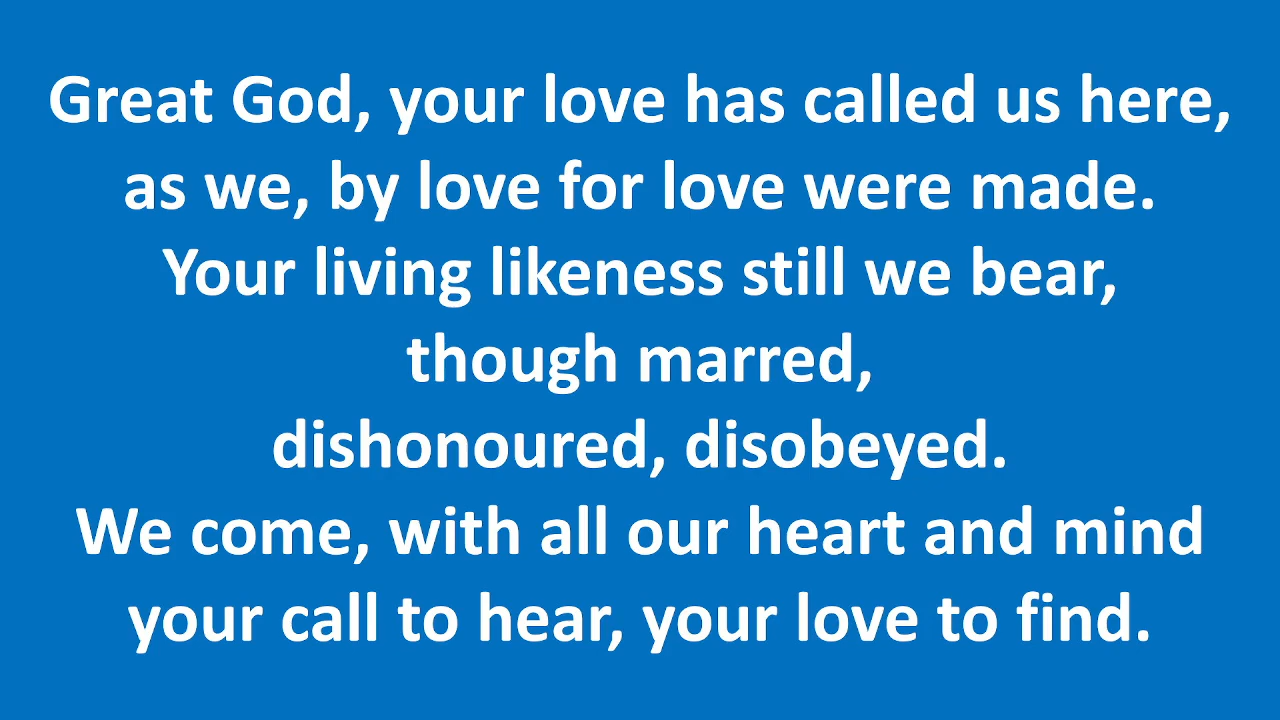 Great God, your love has called us here,
as we, by love for love were made.
Your living likeness still we bear,
though marred,
dishonoured, disobeyed.
We come, with all our heart and mind
your call to hear, your love to find.